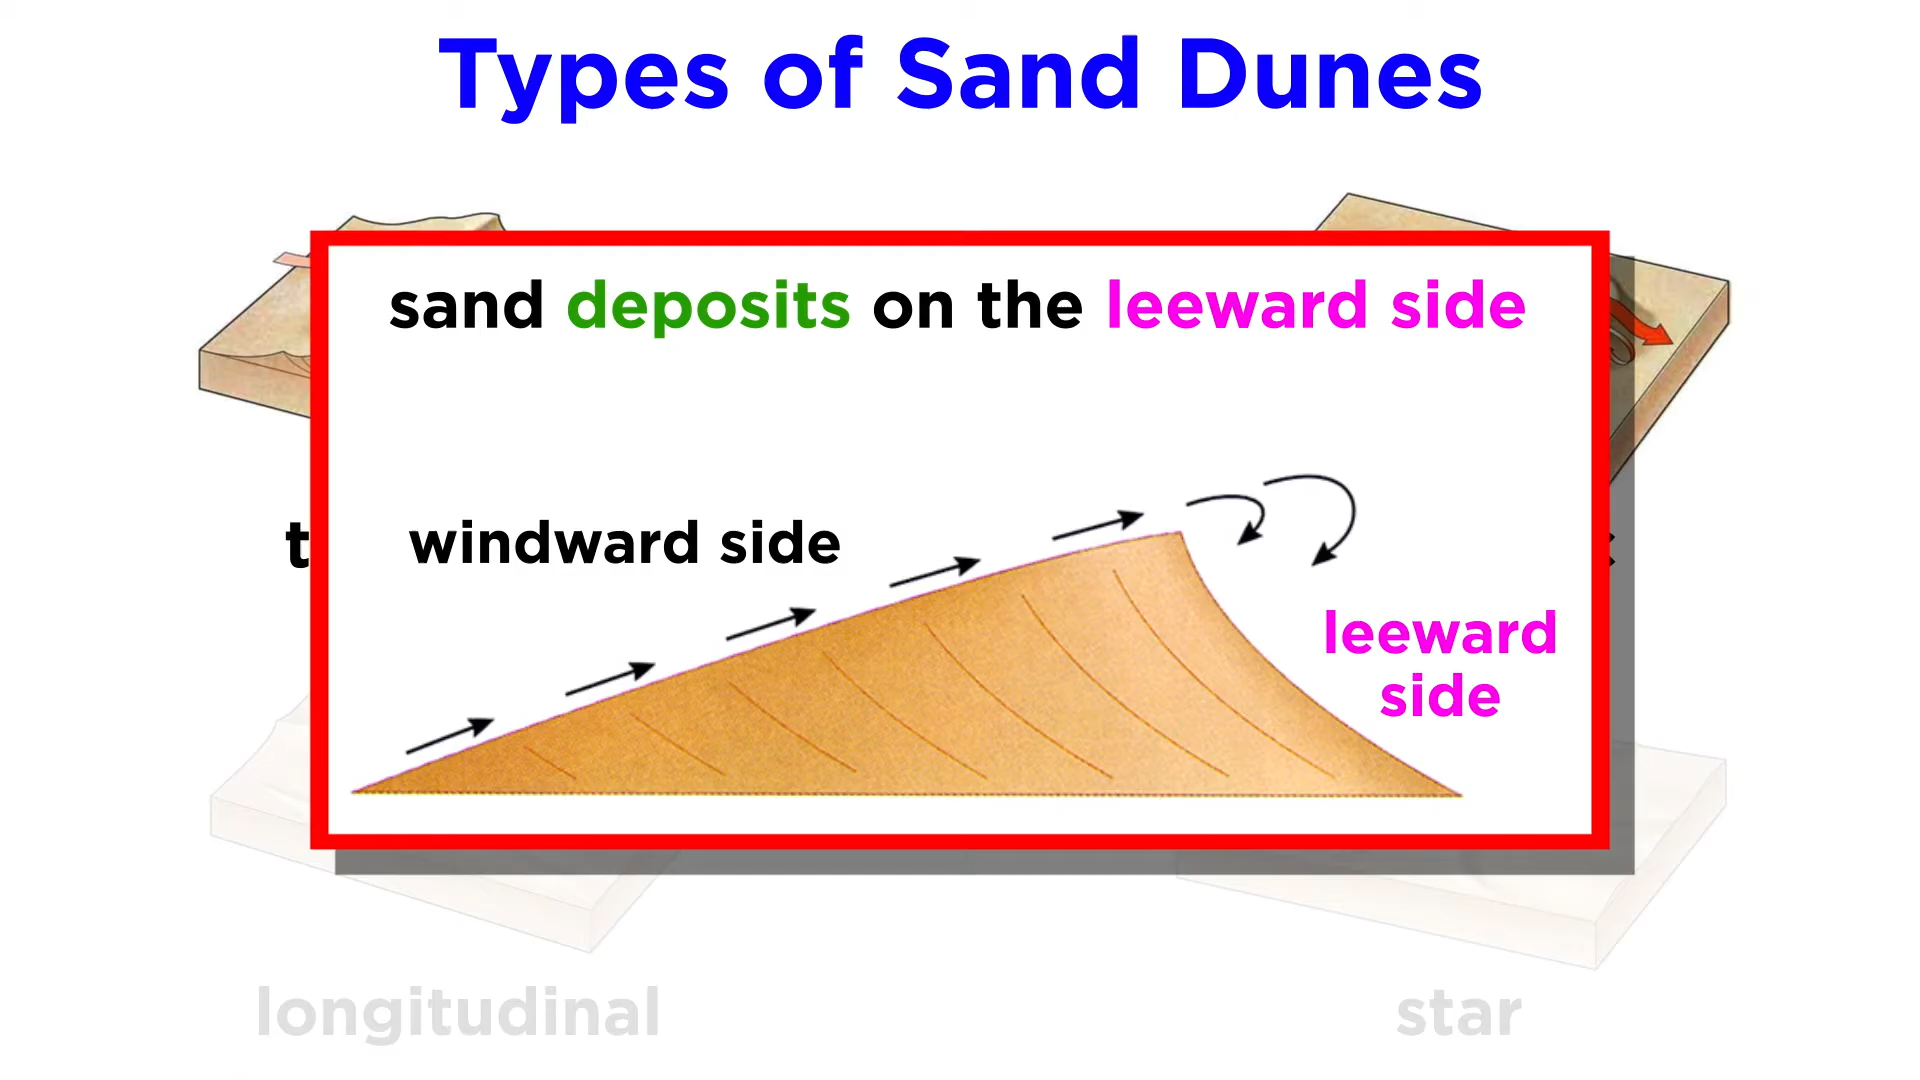 Types of Sand Dunes
sand deposits on the leeward side
windward side
leeward
side
longitudinal
star